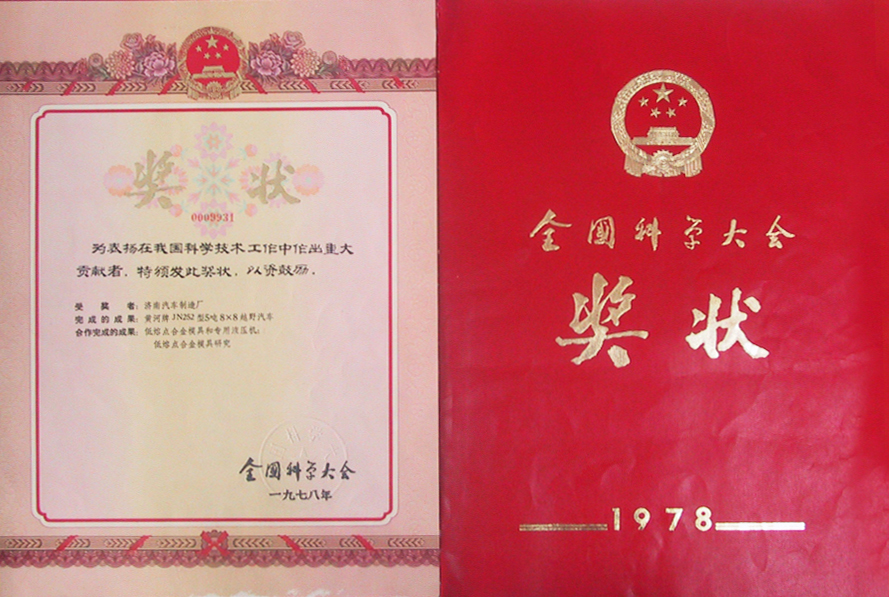 奖状
0009931
为表扬在我国科学技术工作中作出重大
贡献者，特颁发此奖状，以资鼓励。
受奖者：济南汽车制造厂
完成的成果：黄河牌JN252型5吨8×8越野汽车
合作完成的成果：低熔点合金模具和专用液压机；
低熔点合金模具研究
全国科学大会
一九七八年
全国科学大会
奖状
1978